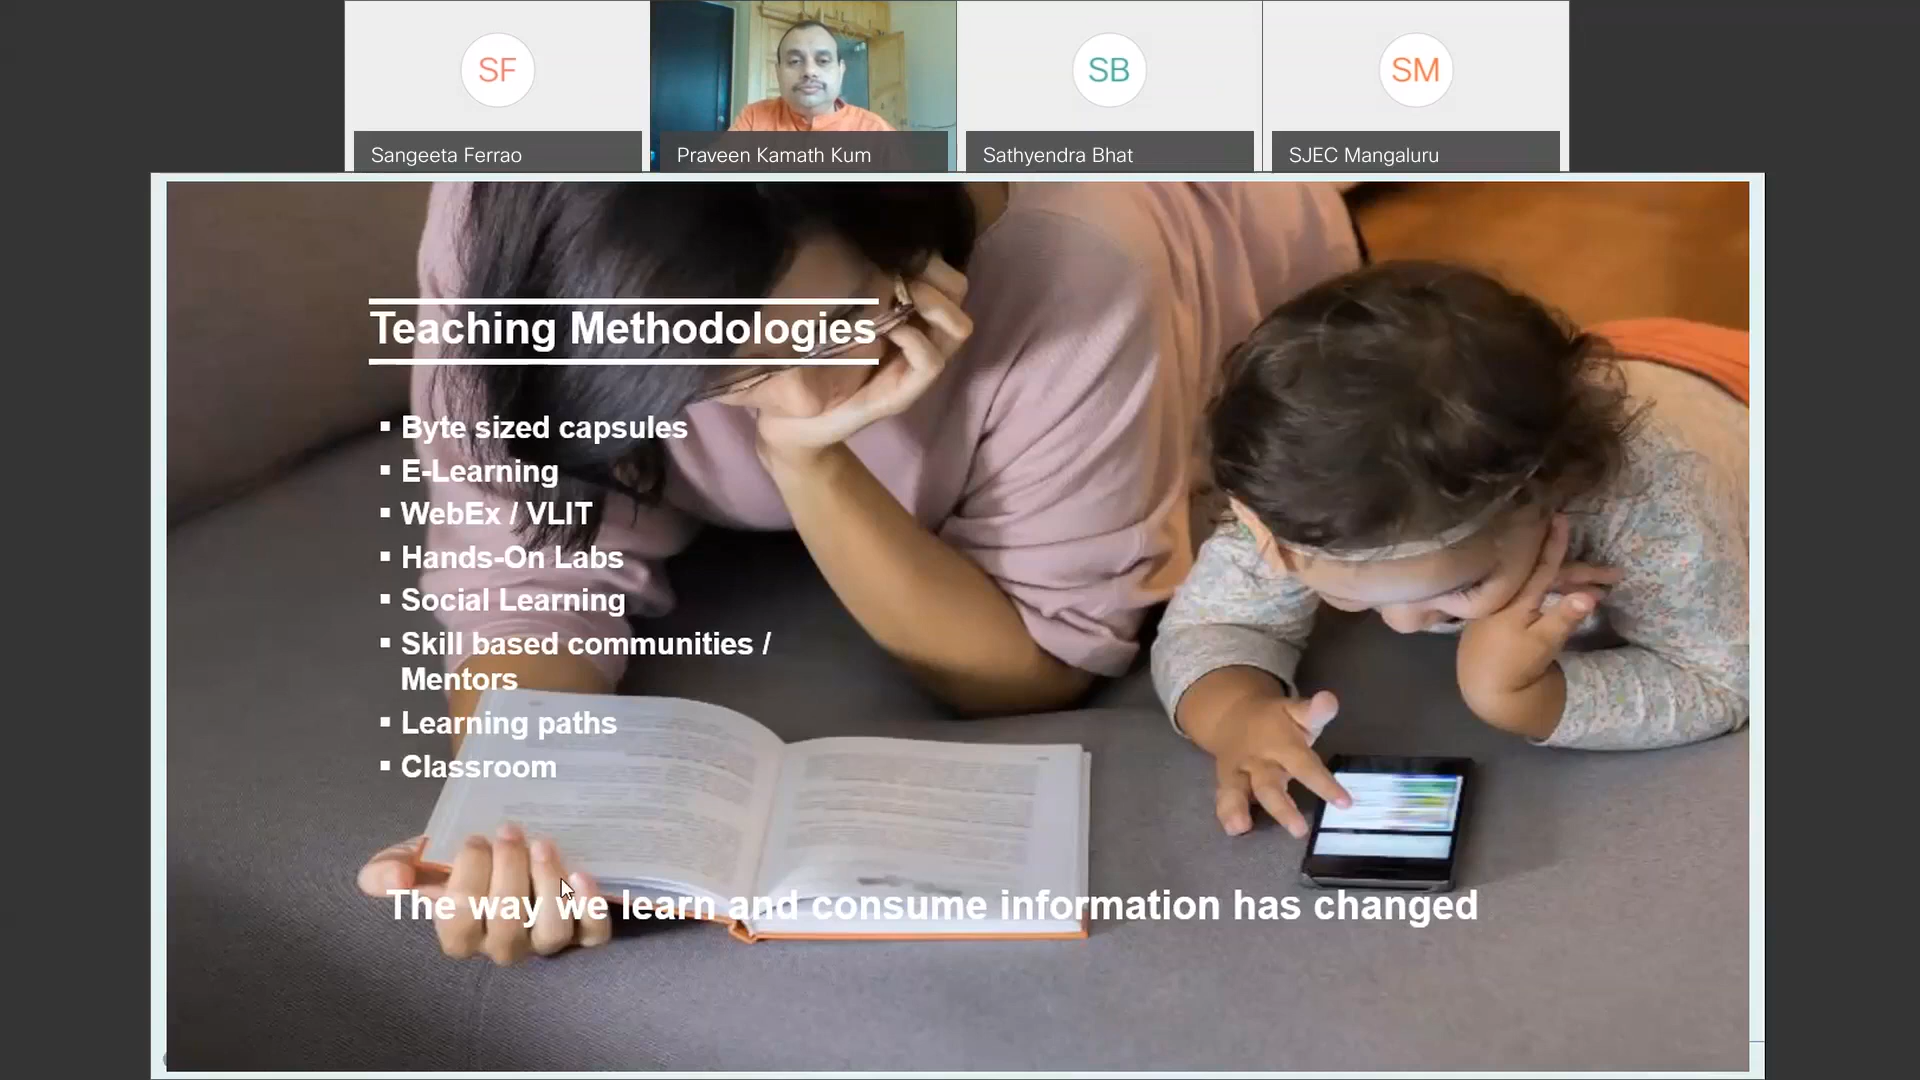 SF
SB
SM
Sangeeta Ferrao
Praveen Kamath Kum
Sathyendra Bhat
SJEC Mangaluru
Teaching Methodologies
▪ Byte sized capsules
▪ E-Learning
▪ WebEx / VLIT
▪ Hands-On Labs
▪ Social Learning
▪ Skill based communities /
Mentors
▪ Learning paths
▪ Classroom
The way we learn and consume information has changed